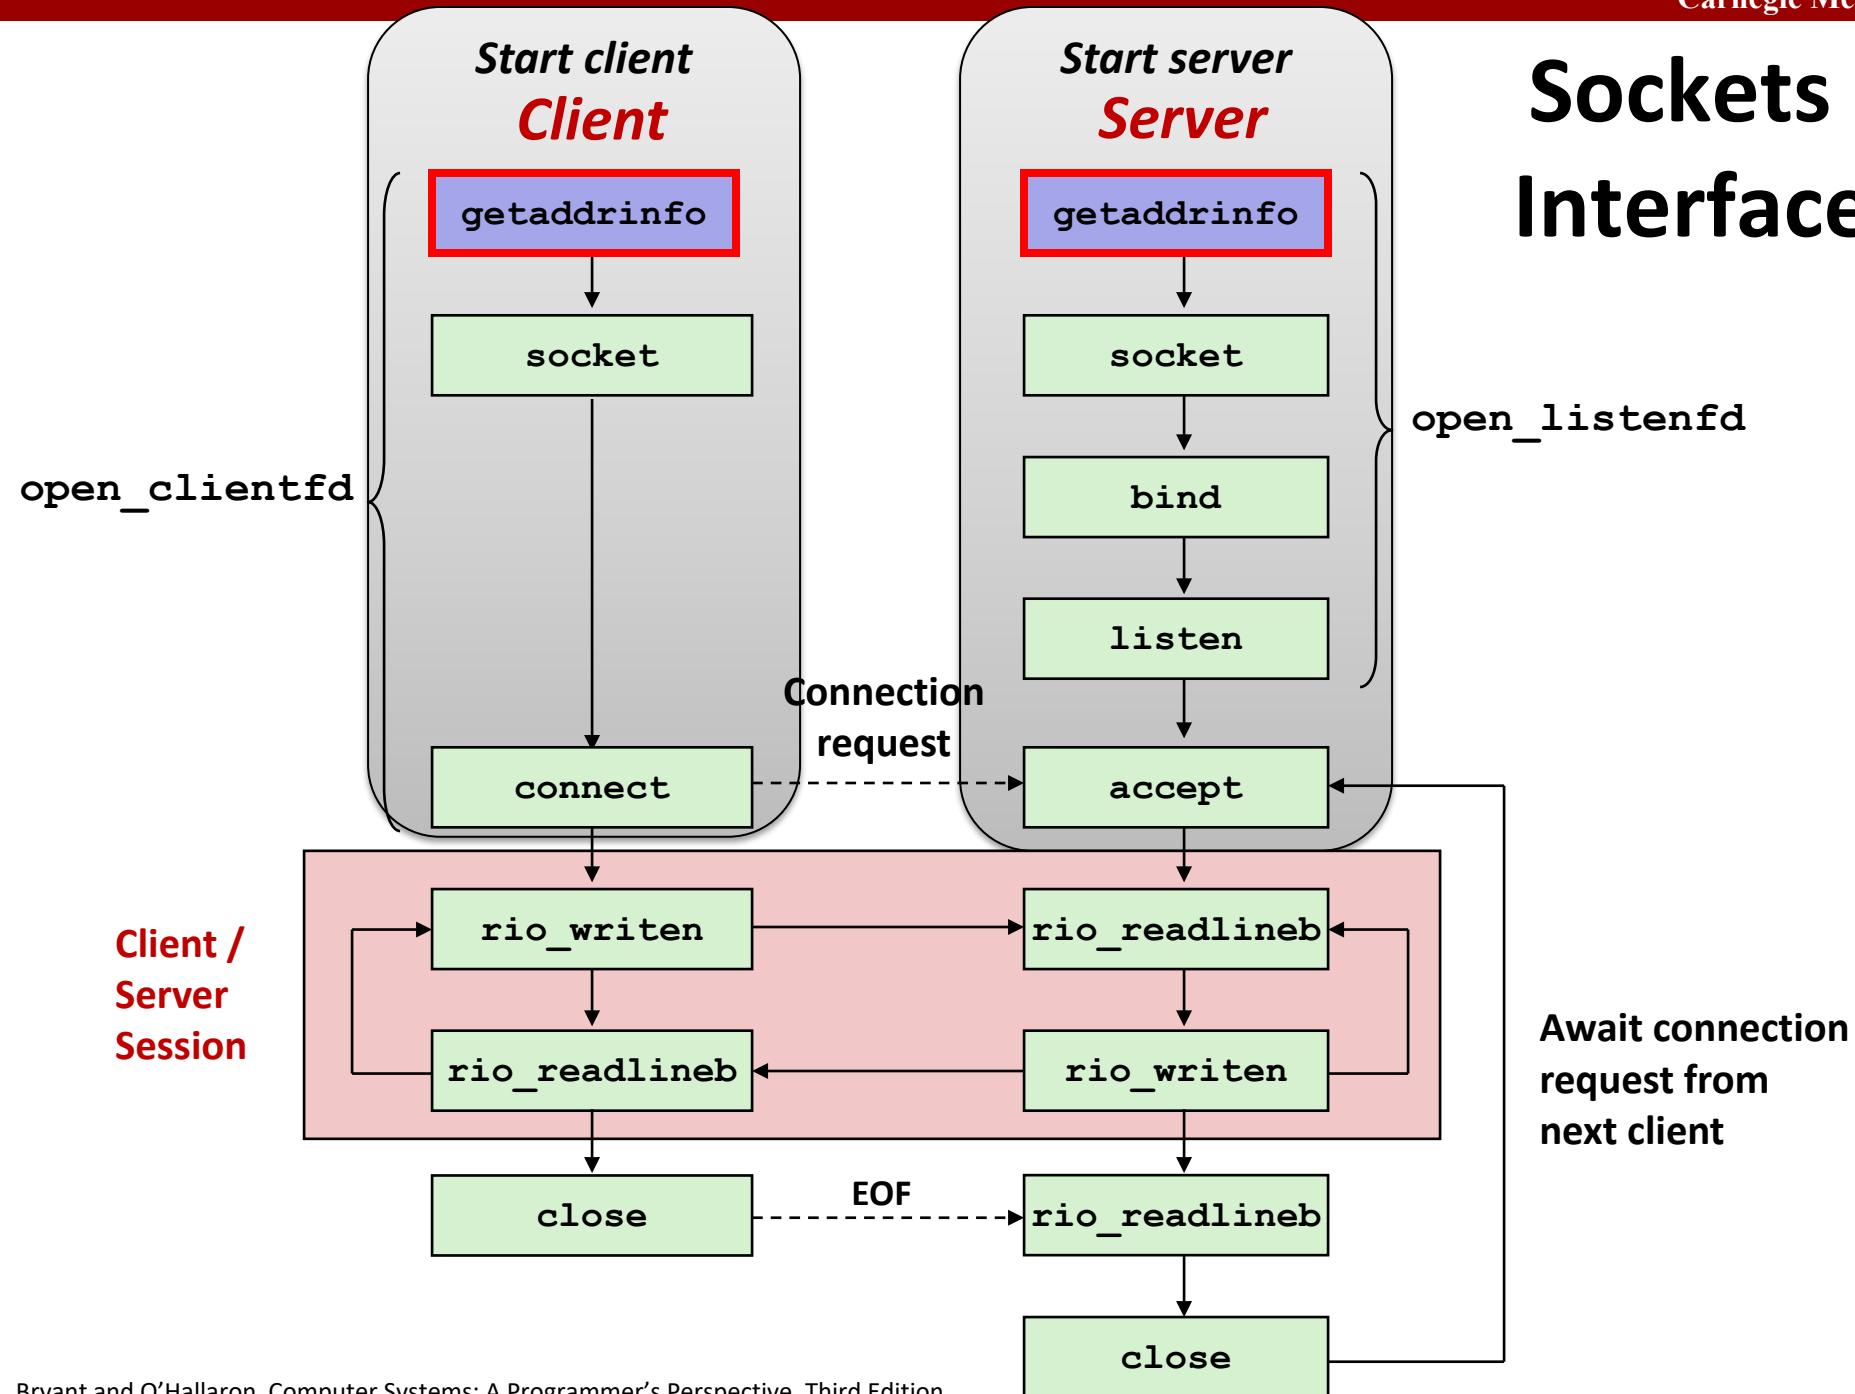 Sockets
Interface
Start client
Client
Start server
Server
getaddrinfo
getaddrinfo
socket
socket
open_listenfd
open_clientfd
bind
listen
Connection
request
connect
accept
Client /
Server
Session
rio_writen
rio_readlineb
rio_readlineb
rio_writen
Await connection
request from
next client
close
EOF
rio_readlineb
close
Bryant and O'Hallaron, Computer Systems: A Programmer's Perspective, Third Edition